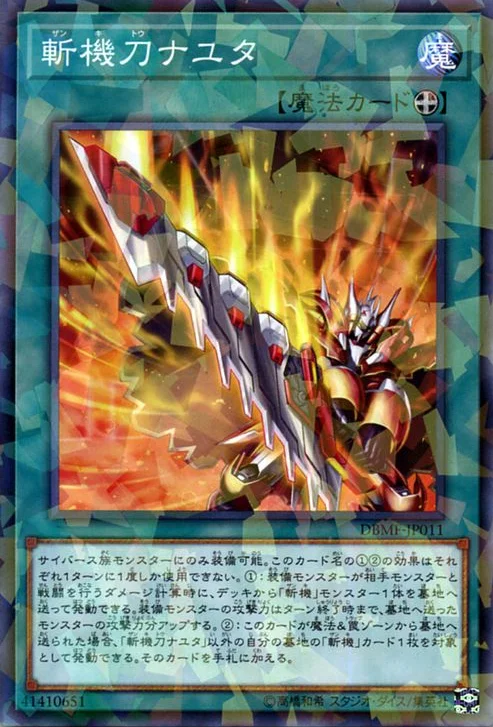 斬機刀ナユタ
魔
【魔法カード】
DBMF-JP011
サイバース族モンスターにのみ装備可能。このカード名の①②の効果はそれ
ぞれ1ターンに1度しか使用できない。①:装備モンスターが相手モンスターと
戦闘を行うダメージ計算時に、デッキから「斬機」モンスター1体を墓地へ
送って発動できる。装備モンスターの攻撃力はターン終了時まで、墓地へ送った
モンスターの攻撃力分アップする。②:このカードが魔法&罠ゾーンから墓地へ
送られた場合、「斬機刀ナユタ」以外の自分の墓地の「斬機」カード1枚を対象
として発動できる。そのカードを手札に加える。
41410651
©高橋和希 スタジオ・ダイス/集英社